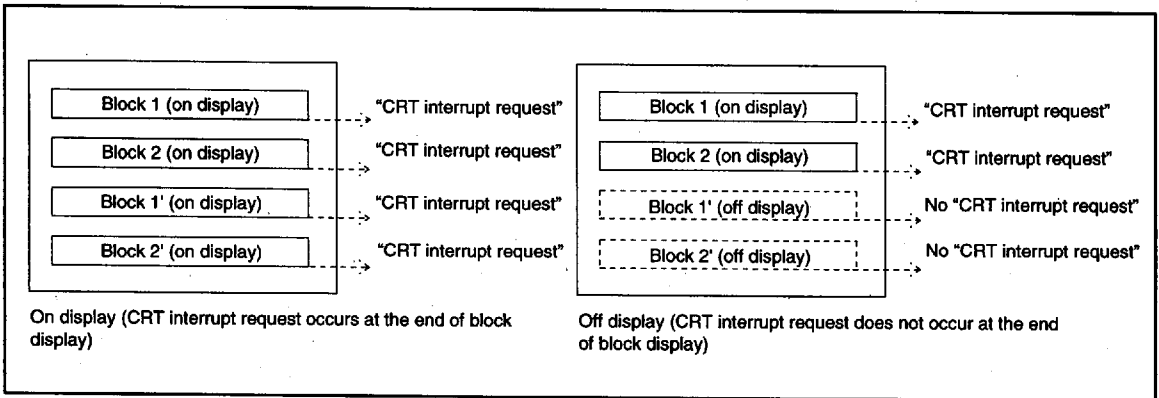 Block 1 (on display)
"CRT interrupt request"
Block 2 (on display)
"CRT interrupt request"
Block 1' (on display)
"CRT interrupt request"
Block 2' (on display)
"CRT interrupt request"
On display (CRT interrupt request occurs at the end of block
display)
Block 1 (on display)
"CRT interrupt request"
Block 2 (on display)
"CRT interrupt request"
Block 1' (off display)
No "CRT interrupt request"
Block 2' (off display)
No "CRT interrupt request"
Off display (CRT interrupt request does not occur at the end
of block display)